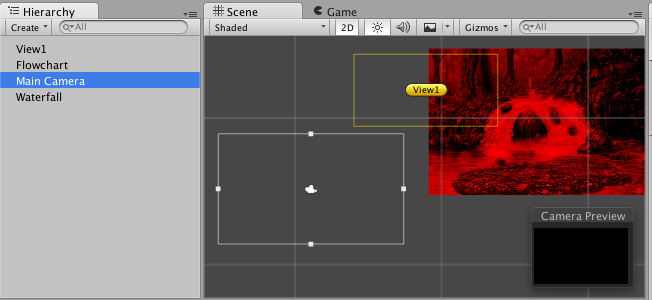 Hierarchy
Create
All
View1
Flowchart
Main Camera
Waterfall
Scene
Game
Shaded
2D
Gizmos
All
View1
Camera Preview